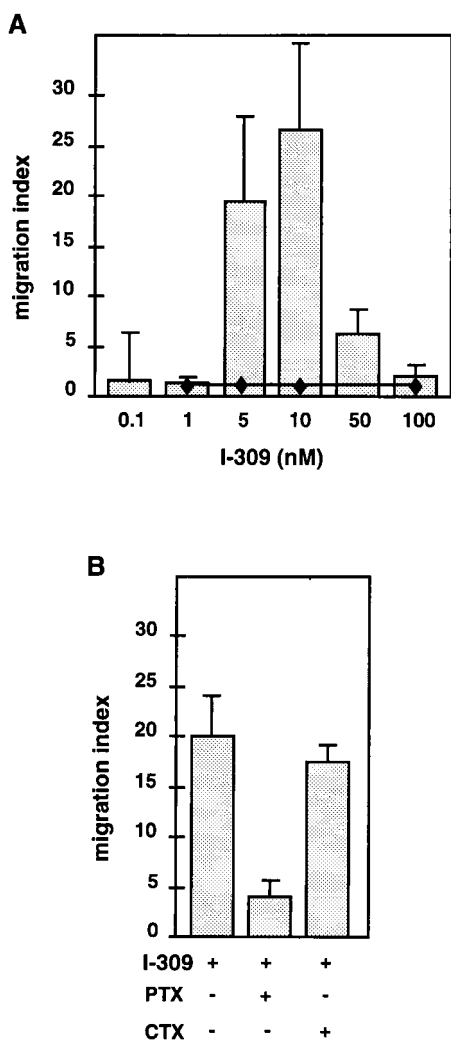 A
30
25
20
15
10
5
0
migration index
0.1 1 5 10 50 100
I-309 (nM)
B
30
25
20
15
10
5
0
migration index
I-309 + + +
PTX - + -
CTX - - +